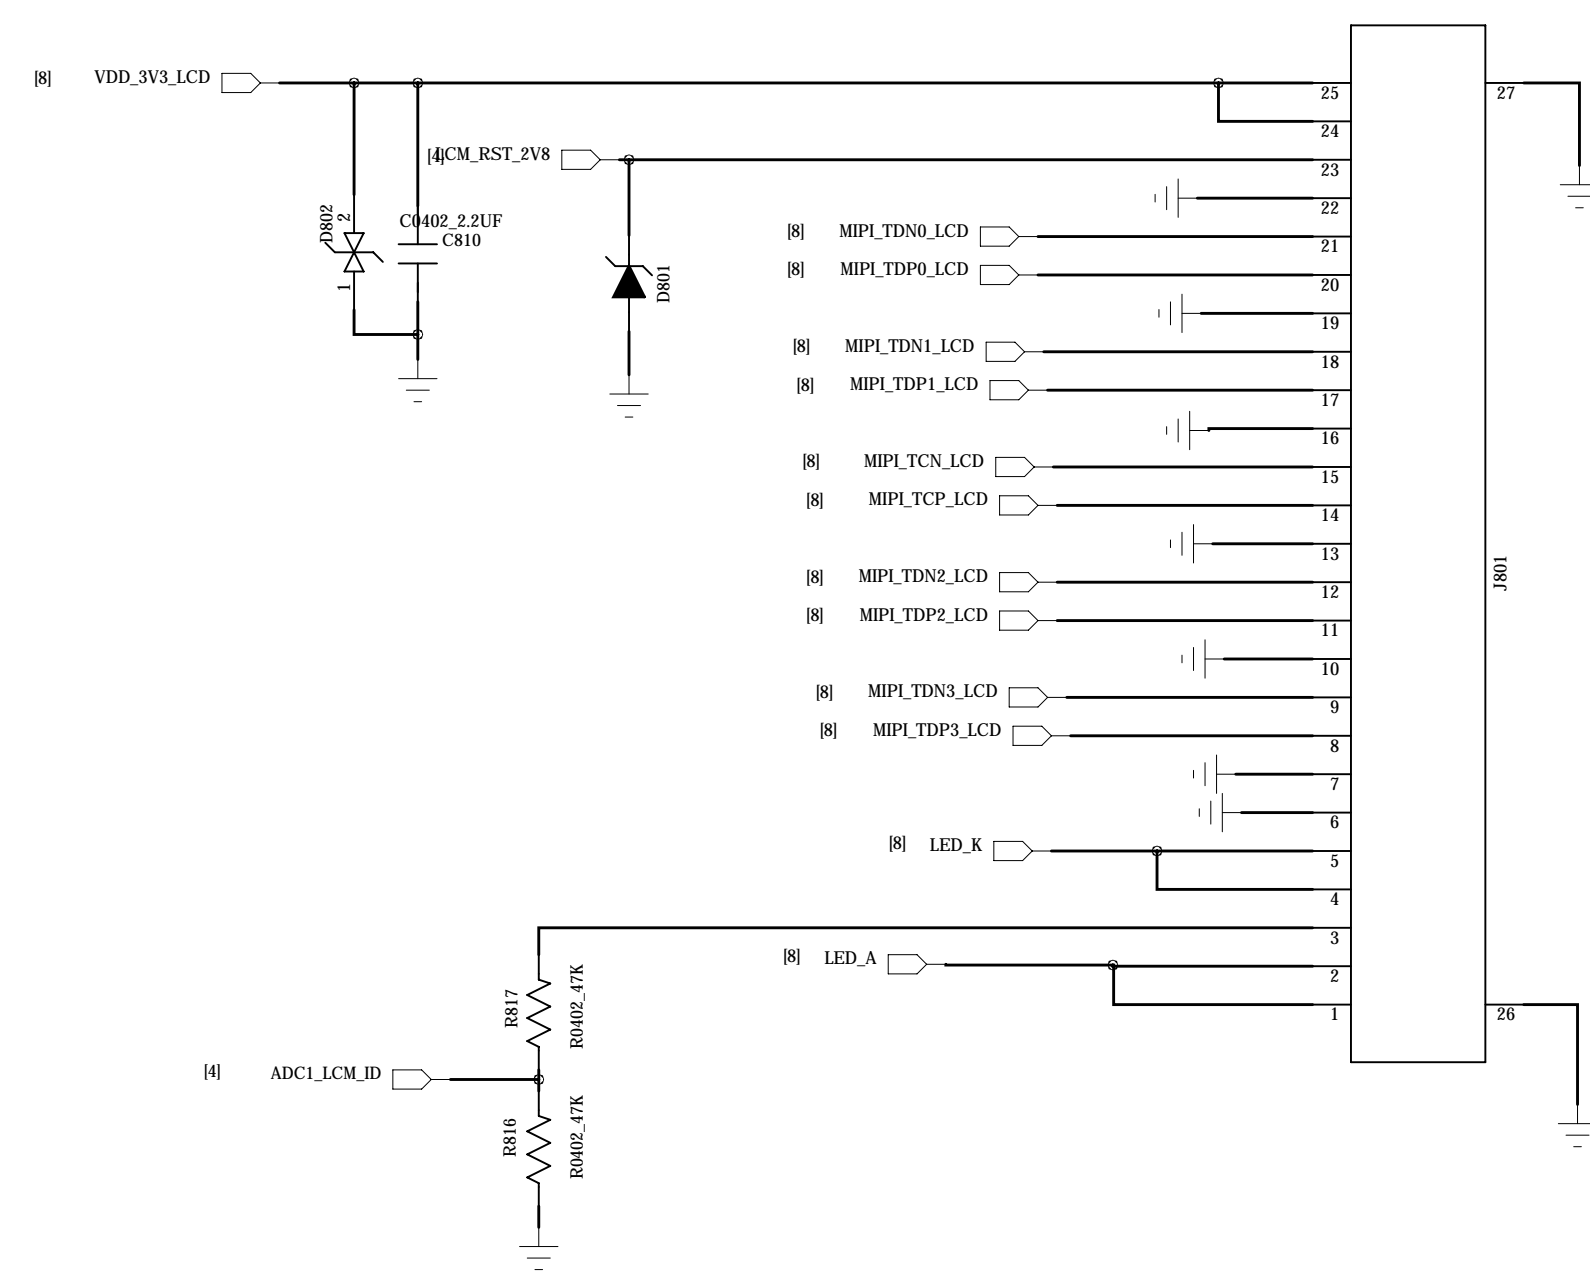 [8] VDD_3V3_LCD
25
27
24
[4] LCM_RST_2V8
23
22
D802
2
1
C0402_2.2UF
C810
D801
[8] MIPI_TDN0_LCD
21
[8] MIPI_TDP0_LCD
20
19
[8] MIPI_TDN1_LCD
18
[8] MIPI_TDP1_LCD
17
16
[8] MIPI_TCN_LCD
15
[8] MIPI_TCP_LCD
14
13
J801
[8] MIPI_TDN2_LCD
12
[8] MIPI_TDP2_LCD
11
10
[8] MIPI_TDN3_LCD
9
[8] MIPI_TDP3_LCD
8
7
6
[8] LED_K
5
4
3
[8] LED_A
2
1
26
R817
R0402_47K
[4] ADC1_LCM_ID
R816
R0402_47K